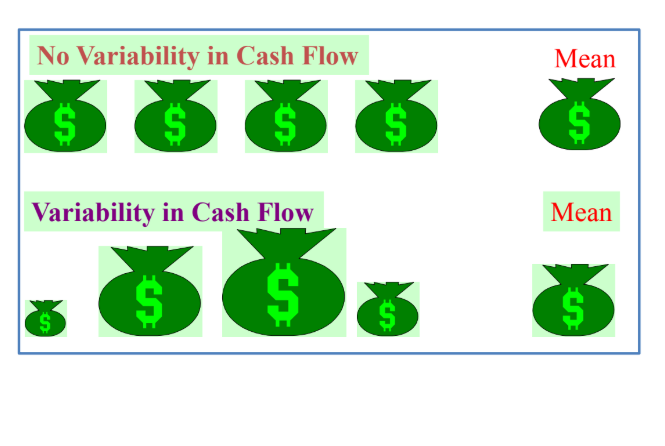 No Variability in Cash Flow
Mean
$ $ $ $ $
Variability in Cash Flow
Mean
$ $ $ $ $